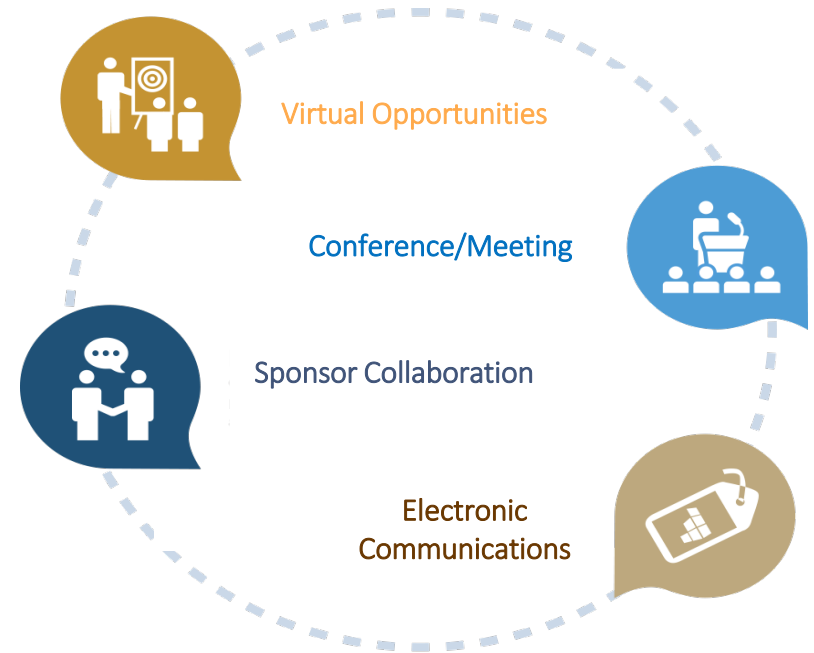 Virtual Opportunities
Conference/Meeting
Sponsor Collaboration
Electronic
Communications